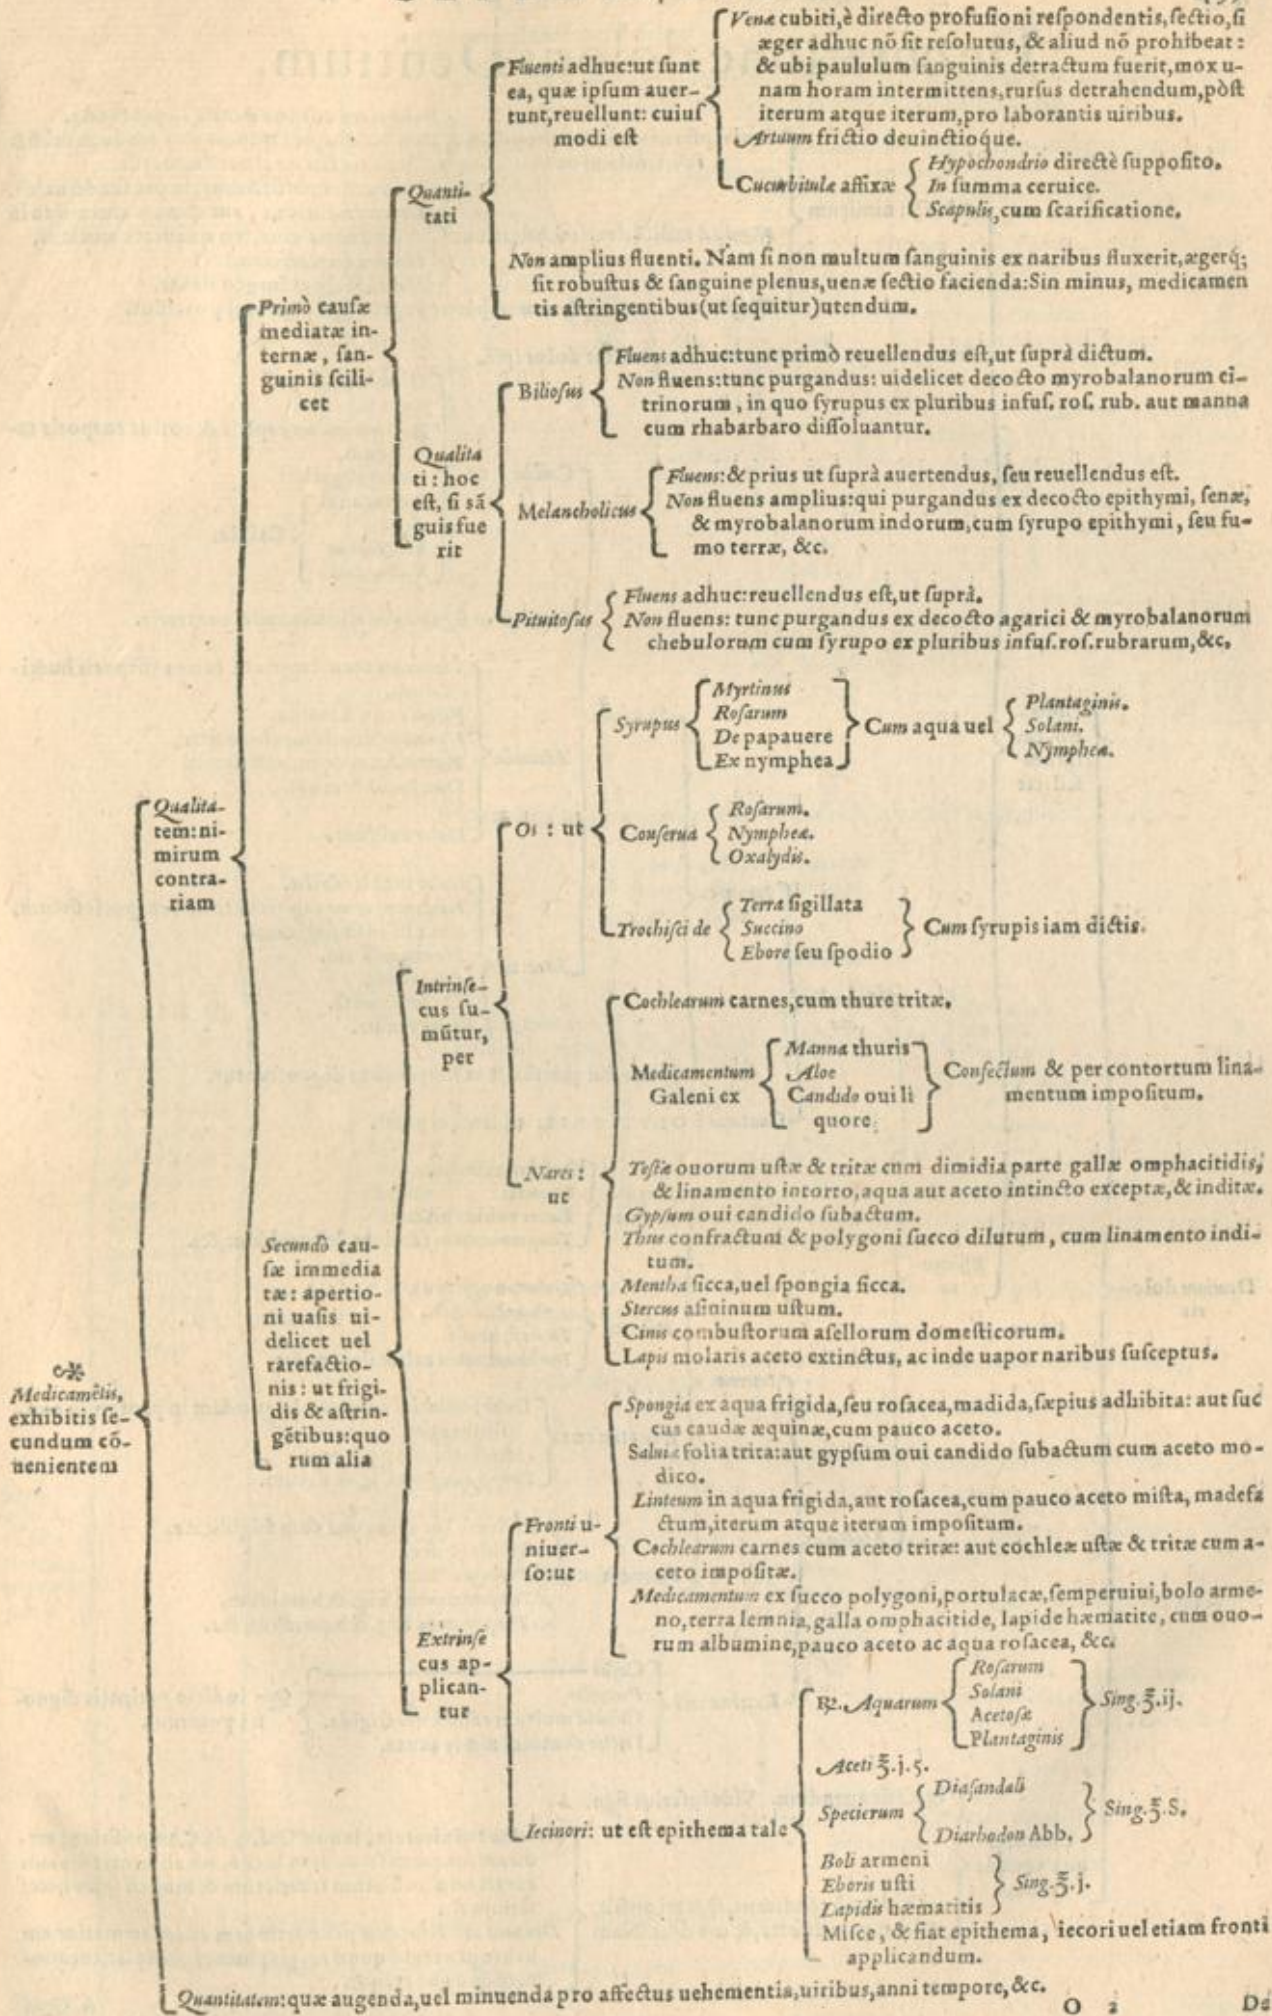 Venæ cubiti, è directo profusioni respondentis, sectio, si
æger adhuc nõ sit resolutus, & aliud nõ prohibeat:
& ubi paululum sanguinis detractum fuerit, mox u-
nam horam intermittens, rursus detrahendum, pòst
iterum atque iterum, pro laborantis uiribus.
Fluenti adhuc: ut sunt
ea, quæ ipsum auer-
tunt, reuellunt: cuius
modi est
Artuum frictio deuinctioq́ue.
Cucurbitulæ affixæ
Hypochondrio directè supposito.
In summa ceruice.
Scapulis, cum scarificatione.
Quanti-
tati
Non amplius fluenti. Nam si non multum sanguinis ex naribus fluxerit, ægerq́;
sit robustus & sanguine plenus, uenæ sectio facienda: Sin minus, medicamen
tis astringentibus (ut sequitur) utendum.
Primò causæ
mediatæ in-
ternæ, san-
guinis scili-
cet
Biliosus
Fluens adhuc: tunc primò reuellendus est, ut suprà dictum.
Non fluens: tunc purgandus: uidelicet decocto myrobalanorum ci-
trinorum, in quo syrupus ex pluribus infus. ros. rub. aut manna
cum rhabarbaro dissoluantur.
Qualita
ti: hoc
est, si sã
guis fue
rit
Melancholicus
Fluens: & prius ut suprà auertendus, seu reuellendus est.
Non fluens amplius: qui purgandus ex decocto epithymi, senæ,
& myrobalanorum indorum, cum syrupo epithymi, seu fu-
mo terræ, &c.
Pituitosus
Fluens adhuc: reuellendus est, ut suprà.
Non fluens: tunc purgandus ex decocto agarici & myrobalanorum
chebulorum cum syrupo ex pluribus infus. ros. rubrarum, &c.
Qualita-
tem: ni-
mirum
contra-
riam
Os: ut
Syrupus
Myrtinus
Rosarum
De papauere
Ex nymphea
Cum aqua uel
Plantaginis.
Solani.
Nympheæ.
Conserua
Rosarum.
Nympheæ.
Oxalydis.
Trochisci de
Terra sigillata
Succino
Ebore seu spodio
Cum syrupis iam dictis.
Intrinse-
cus su-
mũtur,
per
Cochlearum carnes, cum thure tritæ.
Medicamentum
Galeni ex
Manna thuris
Aloe
Candido oui li
quore
Confectum & per contortum lina-
mentum impositum.
Nares:
ut
Testæ ouorum ustæ & tritæ cum dimidia parte gallæ omphacitidis,
& linamento intorto, aqua aut aceto intincto exceptæ, & inditæ.
Gypsum oui candido subactum.
Thus confractum & polygoni succo dilutum, cum linamento indi-
tum.
Mentha sicca, uel spongia sicca.
Stercus asininum ustum.
Cinis combustorum asellorum domesticorum.
Lapis molaris aceto extinctus, ac inde uapor naribus susceptus.
Secundò cau-
sæ immedia
tæ: apertio-
ni uasis ui-
delicet uel
rarefactio-
nis: ut frigi-
dis & astrin-
gẽtibus: quo
rum alia
Medicamẽtis,
exhibitis se-
cundum cõ-
uenientem
Spongia ex aqua frigida, seu rosacea, madida, sæpius adhibita: aut suc
cus caudæ æquinæ, cum pauco aceto.
Saluiæ folia trita: aut gypsum oui candido subactum cum aceto mo-
dico.
Linteum in aqua frigida, aut rosacea, cum pauco aceto mista, madefa
ctum, iterum atque iterum impositum.
Fronti u-
niuer-
so: ut
Cochlearum carnes cum aceto tritæ: aut cochleæ ustæ & tritæ cum a-
ceto impositæ.
Medicamentum ex succo polygoni, portulacæ, semperuiui, bolo arme-
no, terra lemnia, galla omphacitide, lapide hæmatite, cum ouo-
rum albumine, pauco aceto ac aqua rosacea, &c.
Extrinse
cus ap-
plican-
tur
℞. Aquarum
Rosarum
Solani
Acetosæ
Plantaginis
Sing. ℥. ij.
Aceti ℥. j. s.
Specierum
Diasandali
Diarhodon Abb.
Sing. ℥. S.
Iecinori: ut est epithema tale
Boli armeni
Eboris usti
Lapidis hæmatitis
Sing. ℥. j.
Misce, & fiat epithema, iecori uel etiam fronti
applicandum.
Quantitatem: quæ augenda, uel minuenda pro affectus uehementia, uiribus, anni tempore, &c.
O 2
De